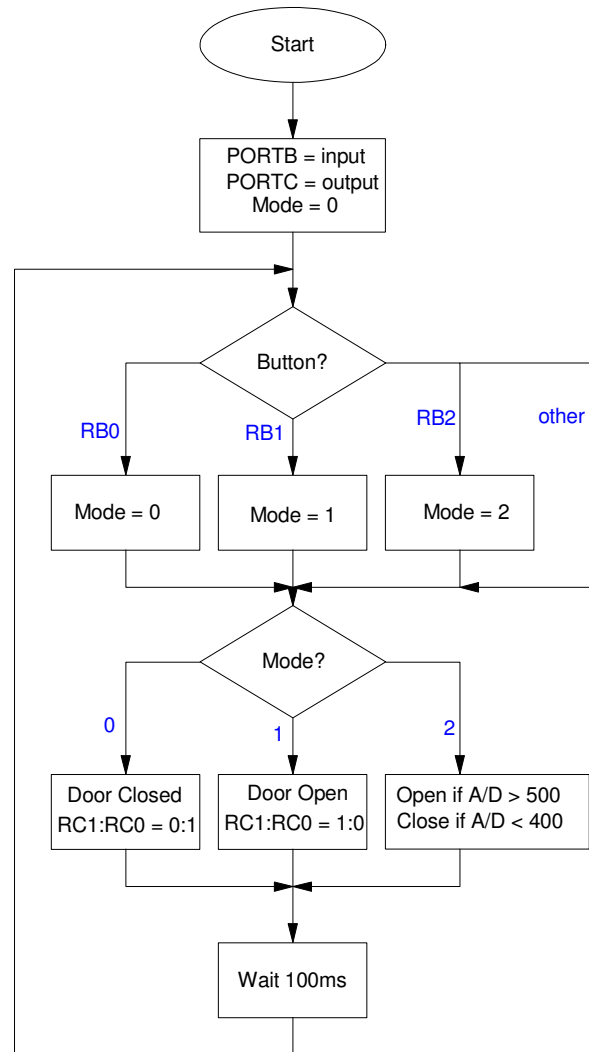 Start
PORTB = input
PORTC = output
Mode = 0
Button?
RB0
RB1
RB2
other
Mode = 0
Mode = 1
Mode = 2
Mode?
0
1
2
Door Closed
RC1:RC0 = 0:1
Door Open
RC1:RC0 = 1:0
Open if A/D > 500
Close if A/D < 400
Wait 100ms